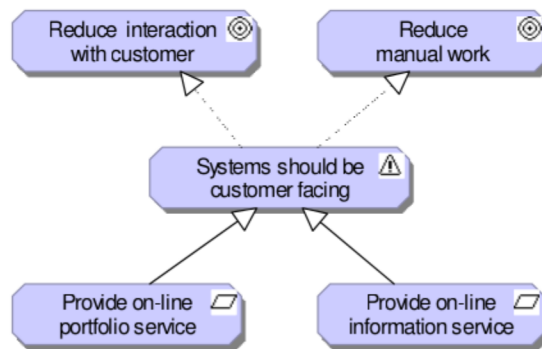 Reduce interaction
with customer
Reduce
manual work
Systems should be
customer facing
Provide on-line
portfolio service
Provide on-line
information service